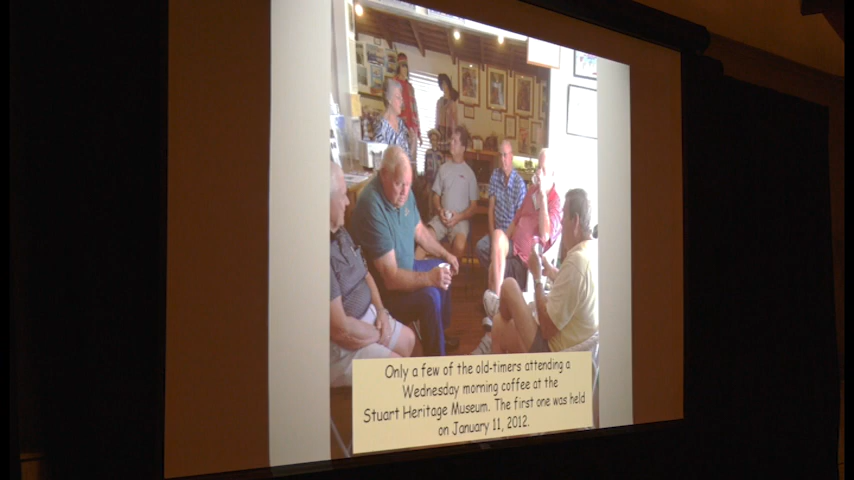 Only a few of the old-timers attending a
Wednesday morning coffee at the
Stuart Heritage Museum. The first one was held
on January 11, 2012.